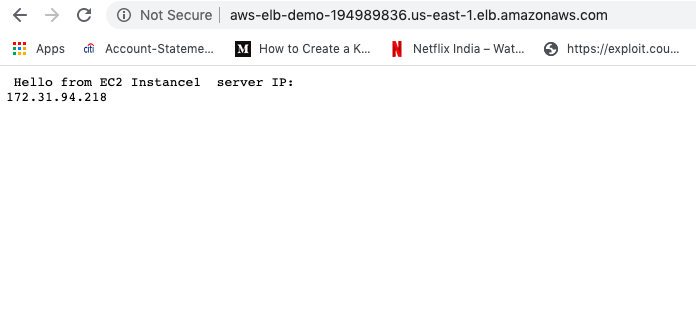 Not Secure | aws-elb-demo-194989836.us-east-1.elb.amazonaws.com
Apps citi Account-Stateme... M How to Create a K... N Netflix India – Wat... https://exploit.cou...
Hello from EC2 Instance1 server IP:
172.31.94.218